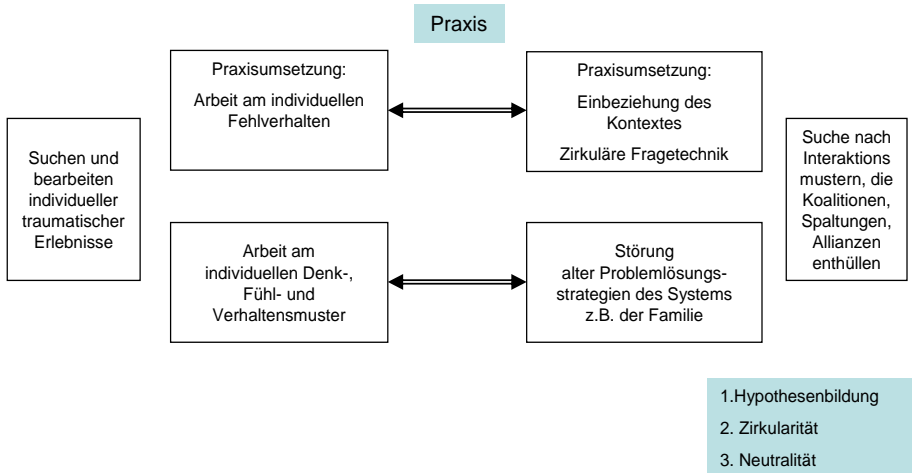 Praxis
Praxisumsetzung:
Arbeit am individuellen
Fehlverhalten
Praxisumsetzung:
Einbeziehung des
Kontextes
Zirkuläre Fragetechnik
Suchen und
bearbeiten
individueller
traumatischer
Erlebnisse
Suche nach
Interaktions
mustern, die
Koalitionen,
Spaltungen,
Allianzen
enthüllen
Arbeit am
individuellen Denk-,
Fühl- und
Verhaltensmuster
Störung
alter Problemlösungs-
strategien des Systems
z.B. der Familie
1.Hypothesenbildung
2. Zirkularität
3. Neutralität